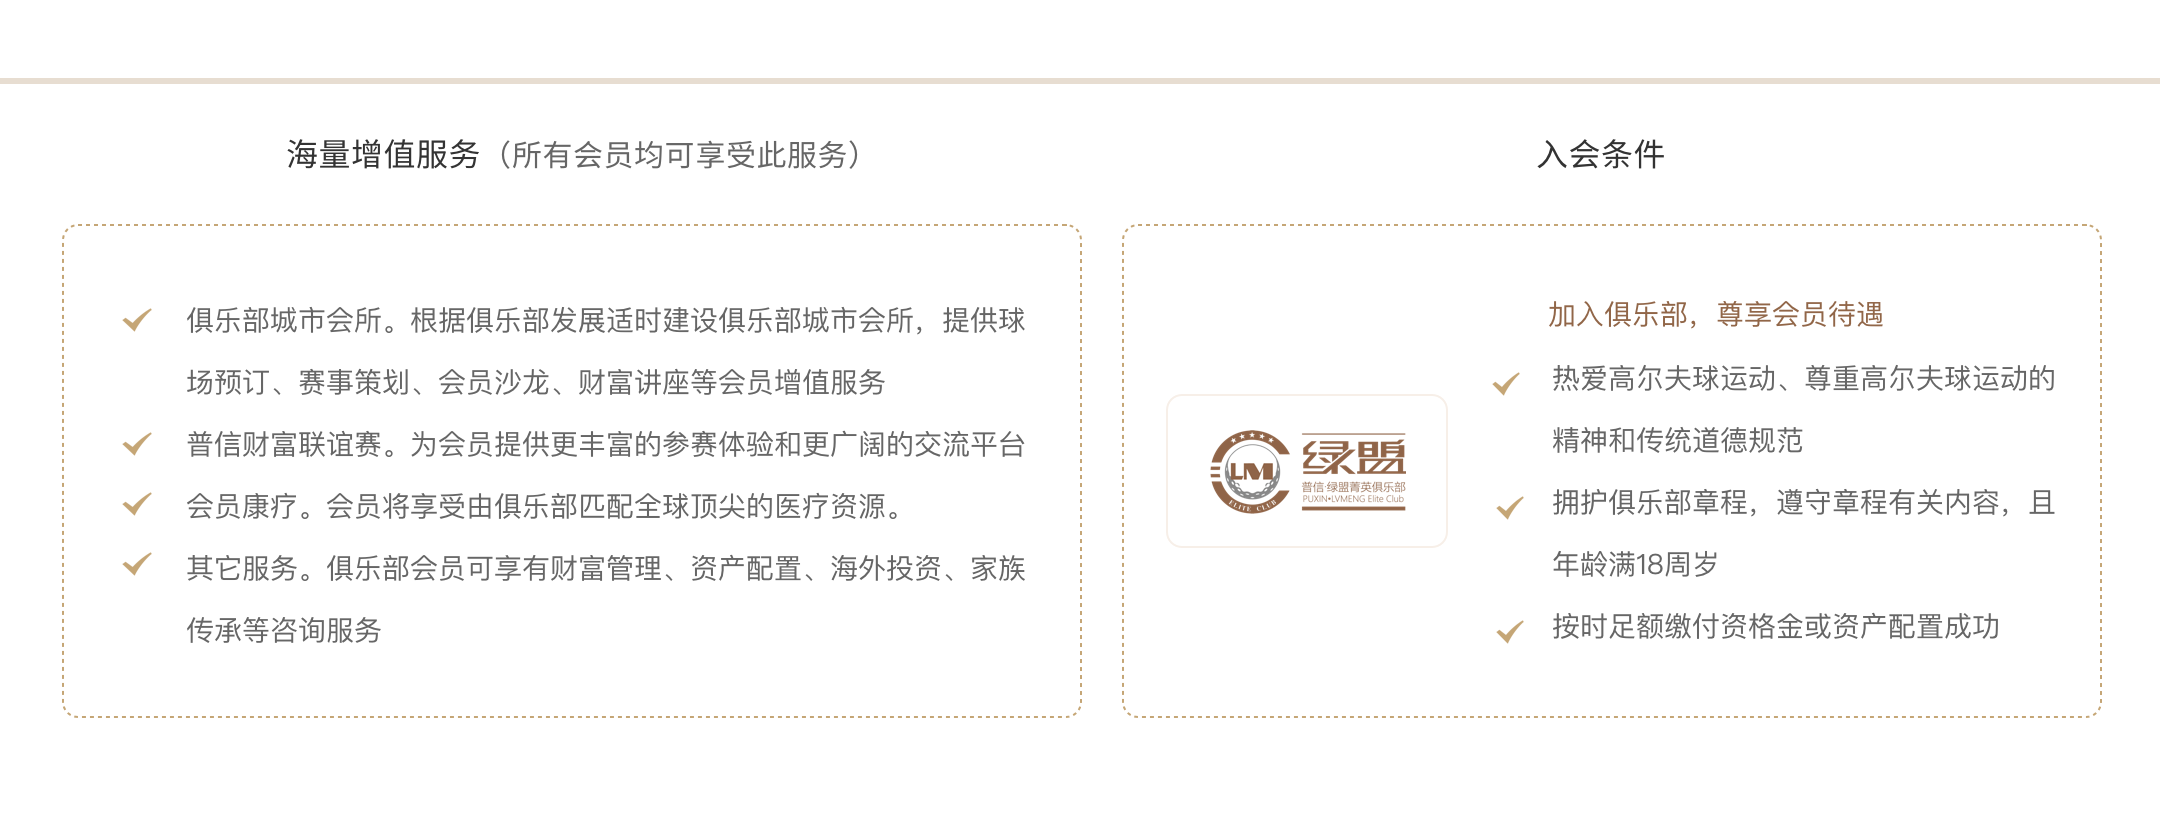 海量增值服务（所有会员均可享受此服务）
俱乐部城市会所。根据俱乐部发展适时建设俱乐部城市会所，提供球
场预订、赛事策划、会员沙龙、财富讲座等会员增值服务
普信财富联谊赛。为会员提供更丰富的参赛体验和更广阔的交流平台
会员康疗。会员将享受由俱乐部匹配全球顶尖的医疗资源。
其它服务。俱乐部会员可享有财富管理、资产配置、海外投资、家族
传承等咨询服务
入会条件
LM
ELITE CLUB
绿盟
普信·绿盟菁英俱乐部
PUXIN•LVMENG Elite Club
加入俱乐部，尊享会员待遇
热爱高尔夫球运动、尊重高尔夫球运动的
精神和传统道德规范
拥护俱乐部章程，遵守章程有关内容，且
年龄满18周岁
按时足额缴付资格金或资产配置成功